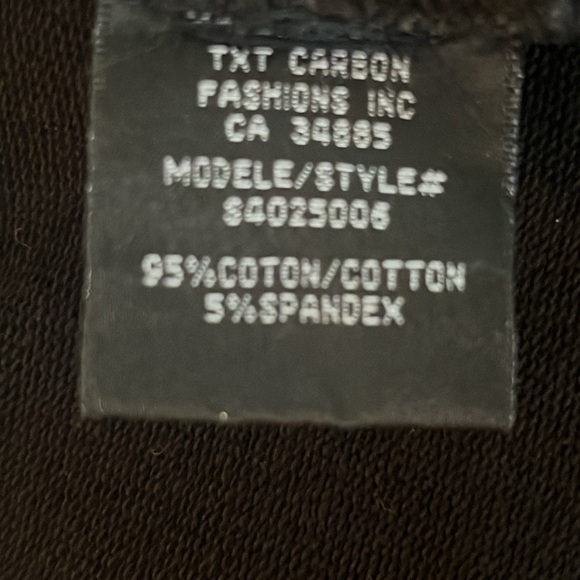 TXT CARBON
FASHIONS INC
CA 34885
MODELE/STYLE#
84025006
95%COTON/COTTON
5%SPANDEX